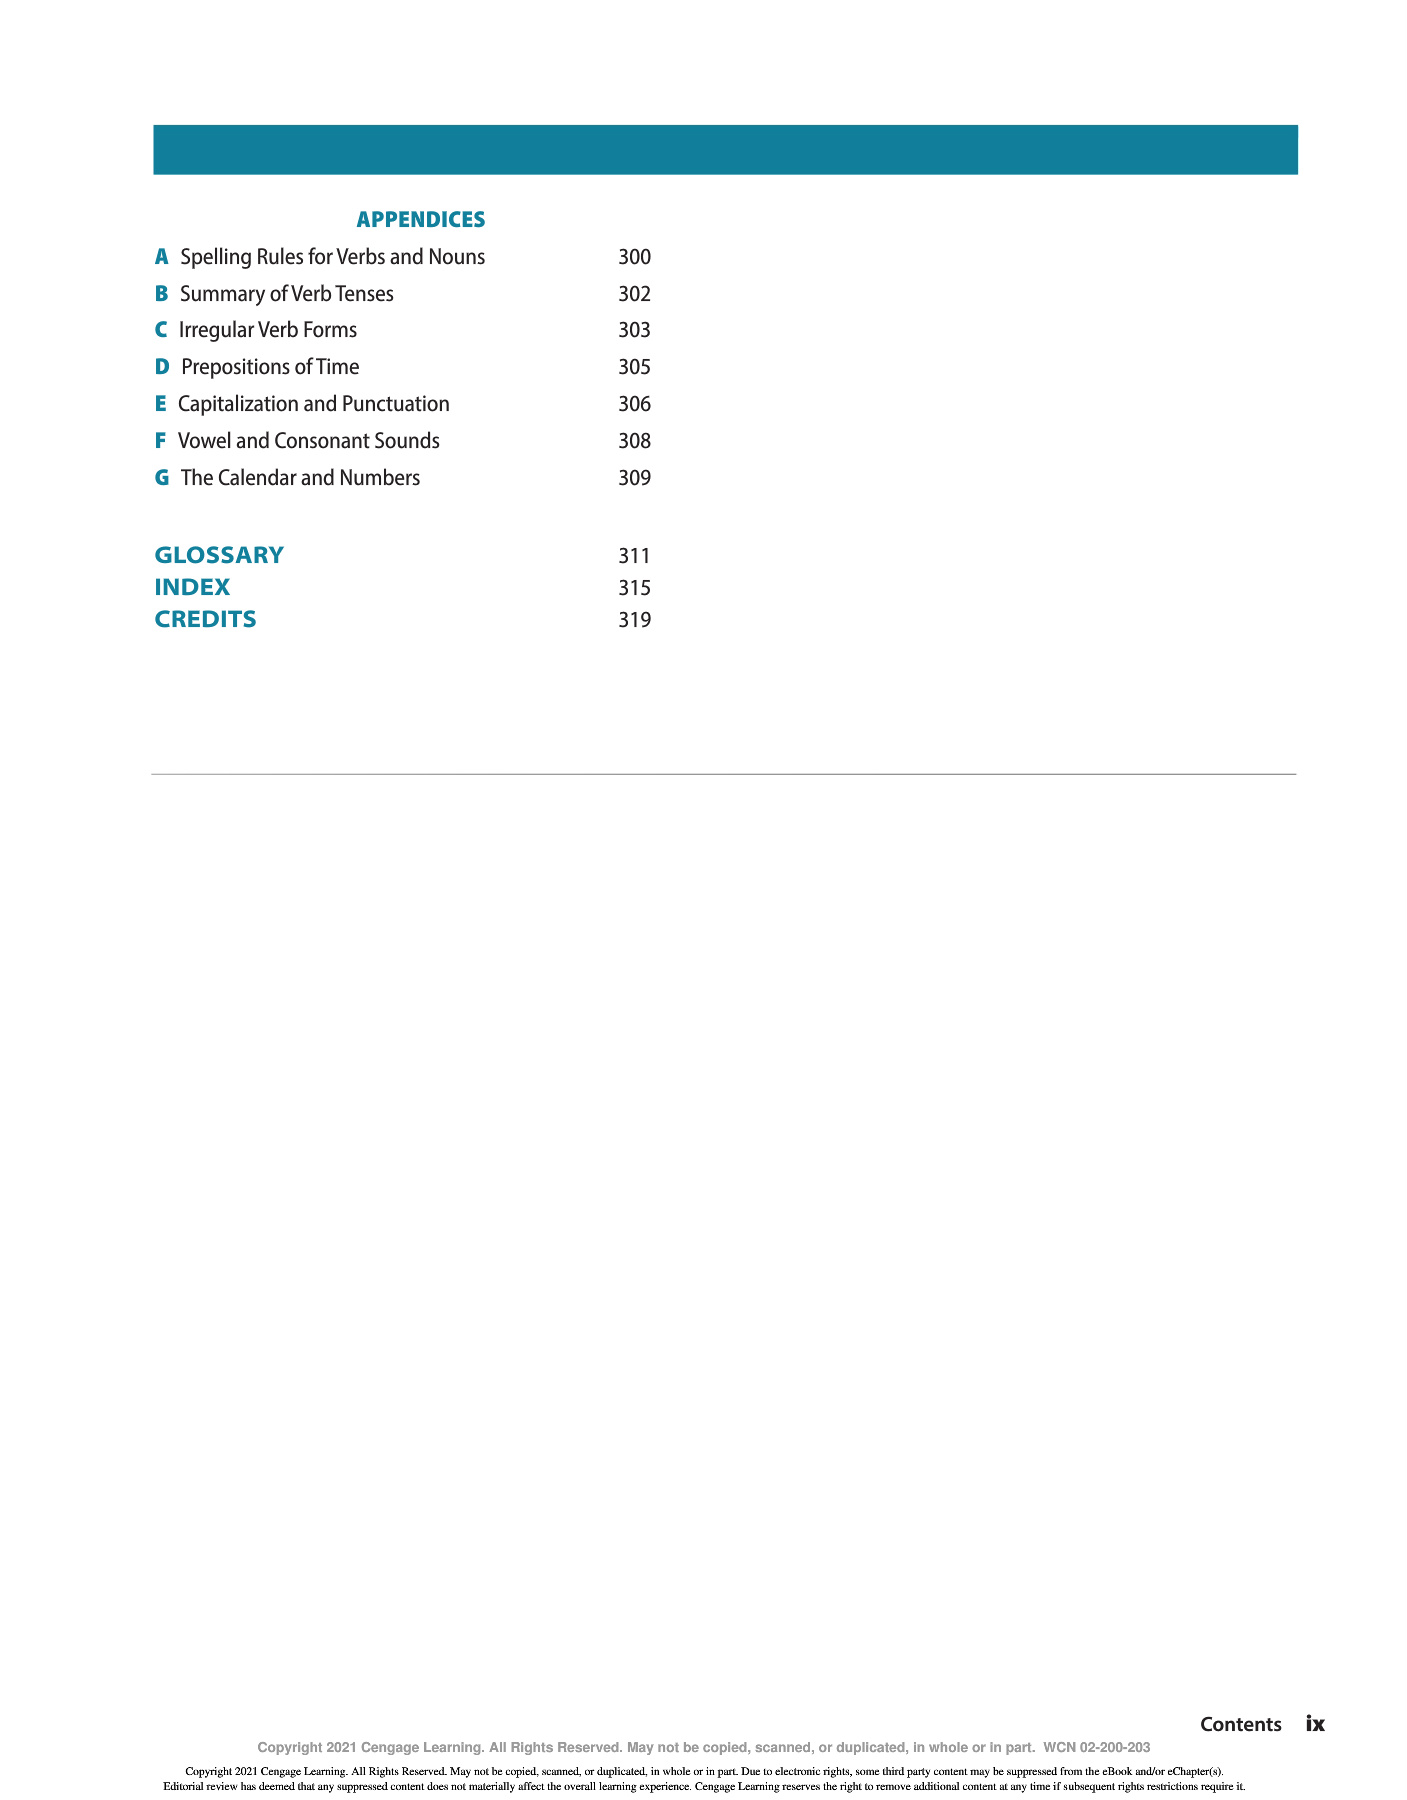 APPENDICES
A Spelling Rules for Verbs and Nouns 300
B Summary of Verb Tenses 302
C Irregular Verb Forms 303
D Prepositions of Time 305
E Capitalization and Punctuation 306
F Vowel and Consonant Sounds 308
G The Calendar and Numbers 309
GLOSSARY 311
INDEX 315
CREDITS 319
Contents ix
Copyright 2021 Cengage Learning. All Rights Reserved. May not be copied, scanned, or duplicated, in whole or in part. WCN 02-200-203
Copyright 2021 Cengage Learning. All Rights Reserved. May not be copied, scanned, or duplicated, in whole or in part. Due to electronic rights, some third party content may be suppressed from the eBook and/or eChapter(s).
Editorial review has deemed that any suppressed content does not materially affect the overall learning experience. Cengage Learning reserves the right to remove additional content at any time if subsequent rights restrictions require it.